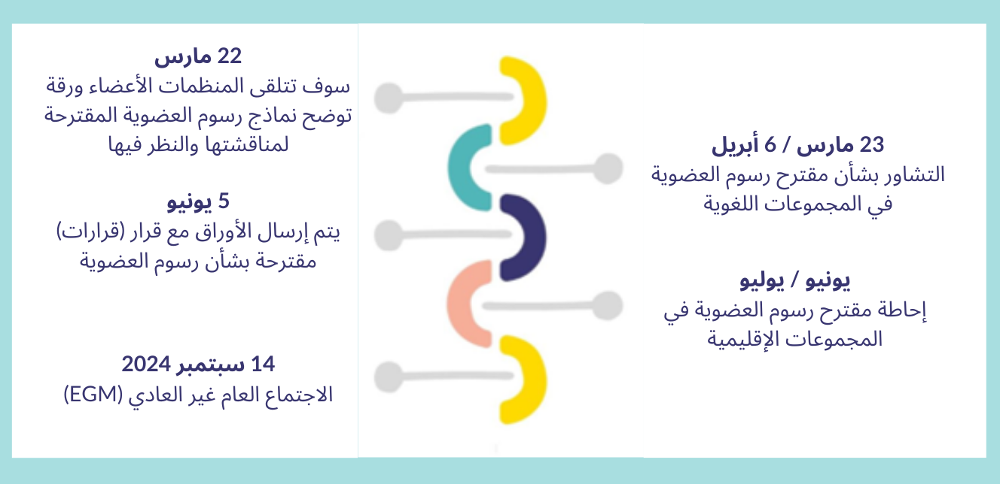 22 مارس
سوف تتلقى المنظمات الأعضاء ورقة
توضح نماذج رسوم العضوية المقترحة
لمناقشتها والنظر فيها
23 مارس / 6 أبريل
التشاور بشأن مقترح رسوم العضوية
في المجموعات اللغوية
5 يونيو
يتم إرسال الأوراق مع قرار (قرارات)
مقترحة بشأن رسوم العضوية
يونيو / يوليو
إحاطة مقترح رسوم العضوية في
المجموعات الإقليمية
14 سبتمبر 2024
الاجتماع العام غير العادي (EGM)